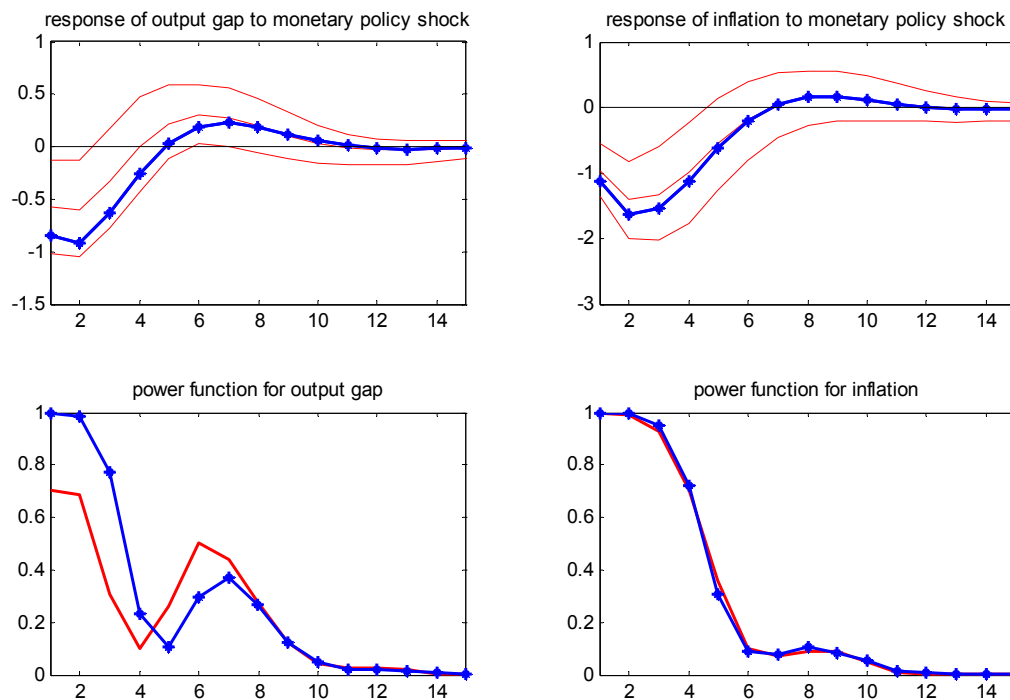 response of output gap to monetary policy shock
1
0.5
0
-0.5
-1
-1.5
2 4 6 8 10 12 14
response of inflation to monetary policy shock
1
0
-1
-2
-3
2 4 6 8 10 12 14
power function for output gap
1
0.8
0.6
0.4
0.2
0
2 4 6 8 10 12 14
power function for inflation
1
0.8
0.6
0.4
0.2
0
2 4 6 8 10 12 14